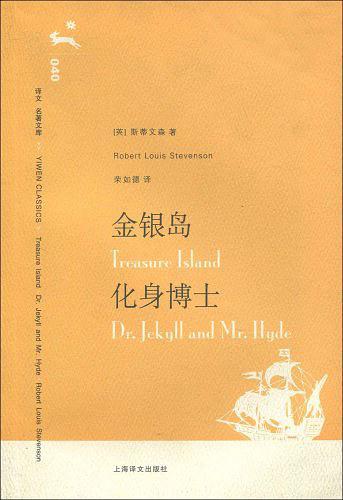 040
译文 名著文库
YIWEN CLASSICS
Treasure Island Dr. Jekyll and Mr. Hyde Robert Louis Stevenson
[英] 斯蒂文森 著
Robert Louis Stevenson
荣如德 译
金银岛
Treasure Island
化身博士
Dr. Jekyll and Mr. Hyde
上海译文出版社